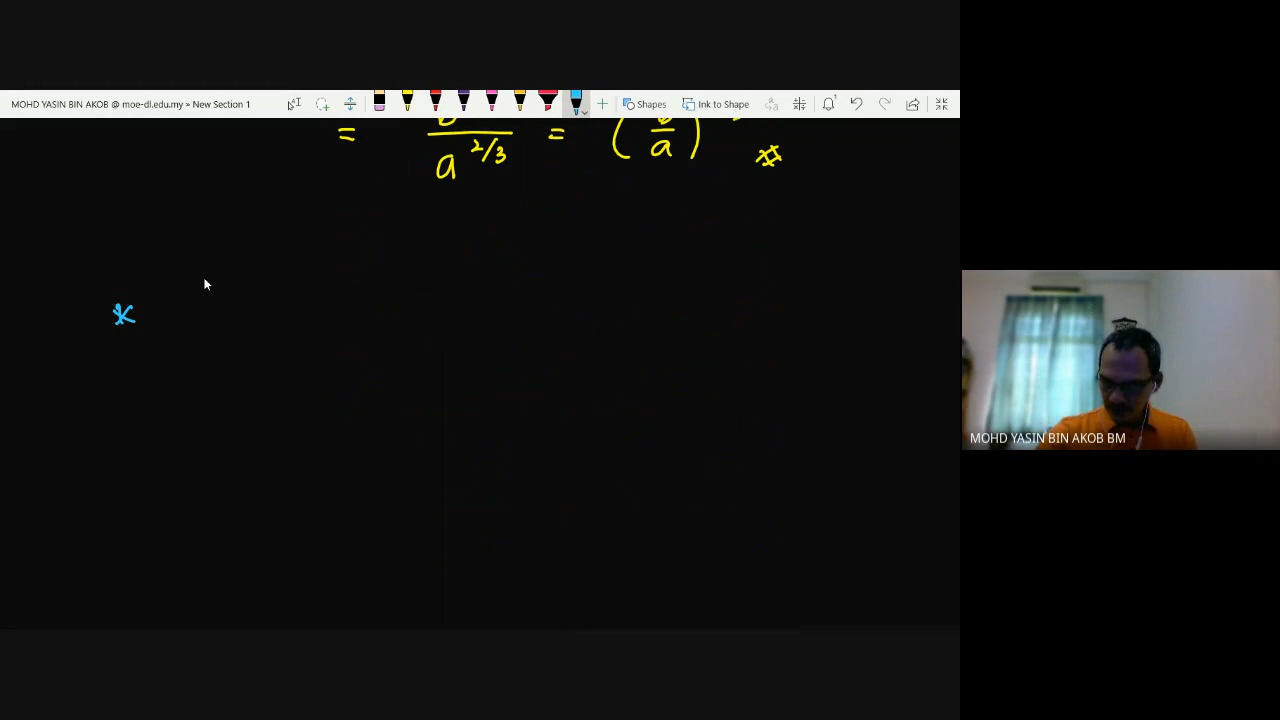 MOHD YASIN BIN AKOB @ moe-dl.edu.my » New Section 1
Shapes
Ink to Shape
= b / a^2/3 = (b/a) #
*
MOHD YASIN BIN AKOB BM